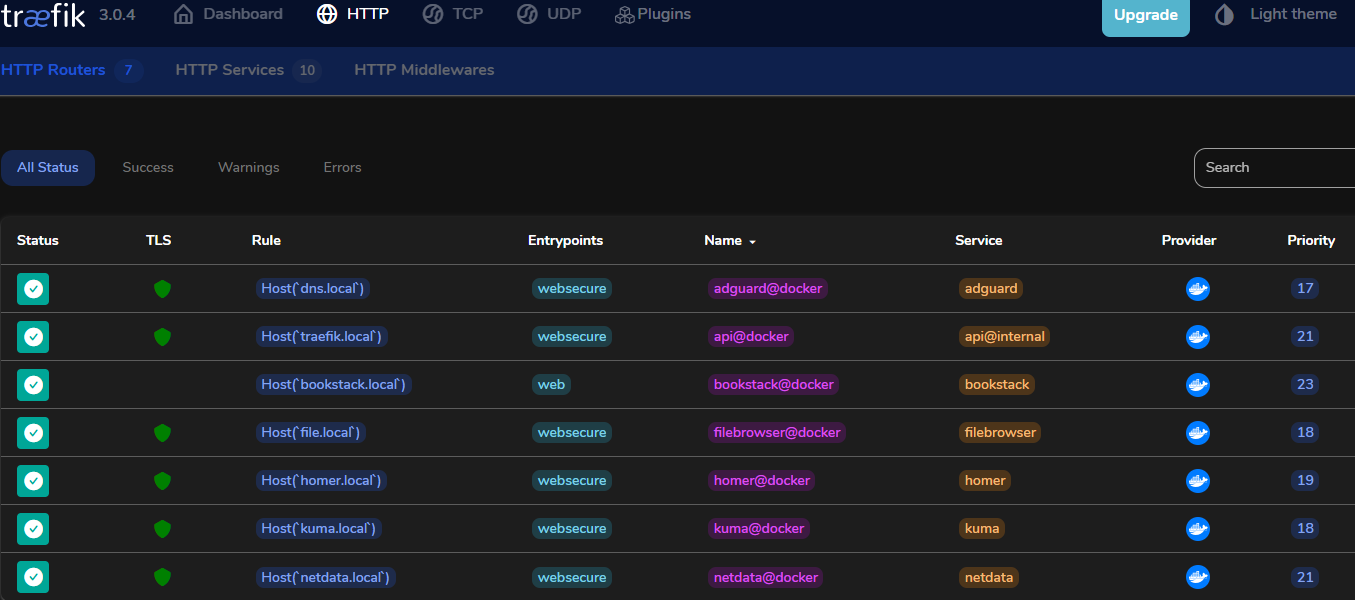 træfik 3.0.4 Dashboard HTTP TCP UDP Plugins Upgrade Light theme
HTTP Routers 7 HTTP Services 10 HTTP Middlewares
All Status Success Warnings Errors Search
Status TLS Rule Entrypoints Name Service Provider Priority
Host(`dns.local`) websecure adguard@docker adguard 17
Host(`traefik.local`) websecure api@docker api@internal 21
Host(`bookstack.local`) web bookstack@docker bookstack 23
Host(`file.local`) websecure filebrowser@docker filebrowser 18
Host(`homer.local`) websecure homer@docker homer 19
Host(`kuma.local`) websecure kuma@docker kuma 18
Host(`netdata.local`) websecure netdata@docker netdata 21